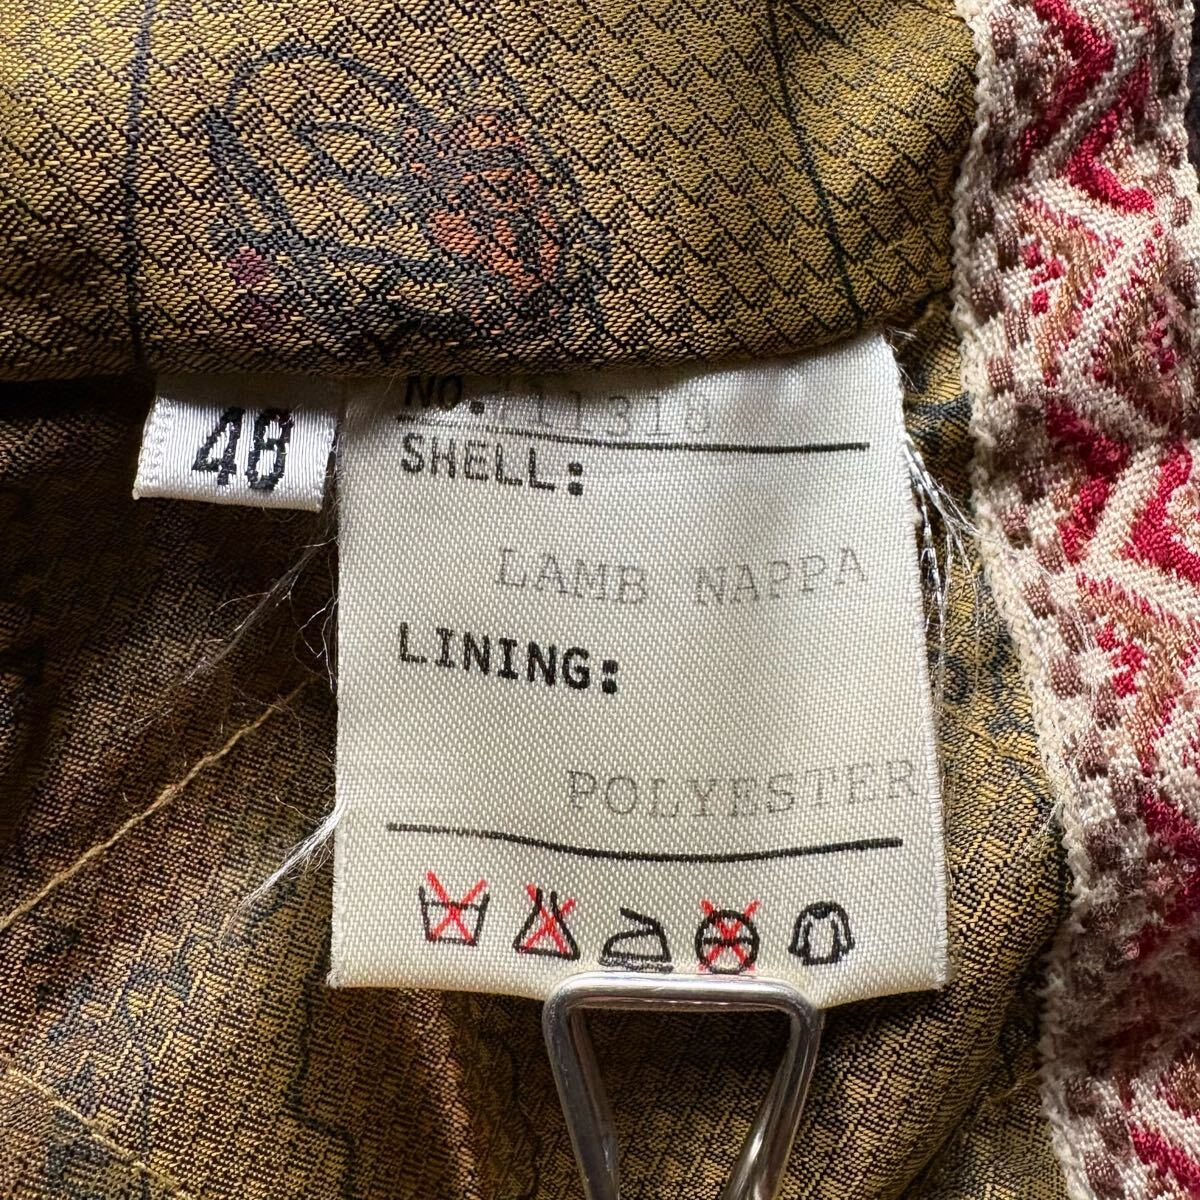 48
NO. 11318
SHELL:
LAMB NAPPA
LINING:
POLYESTER